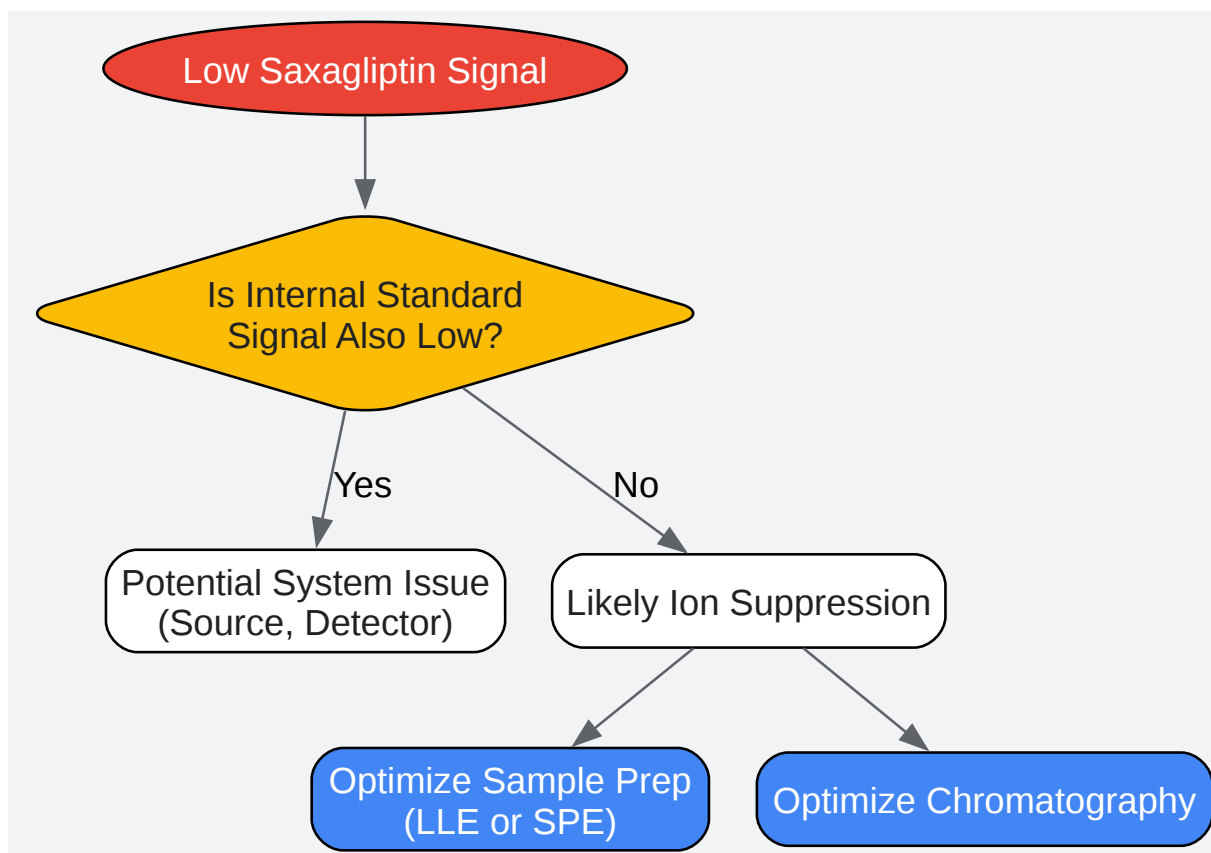 Low Saxagliptin Signal
Is Internal Standard
Signal Also Low?
Yes
No
Potential System Issue
(Source, Detector)
Likely Ion Suppression
Optimize Sample Prep
(LLE or SPE)
Optimize Chromatography